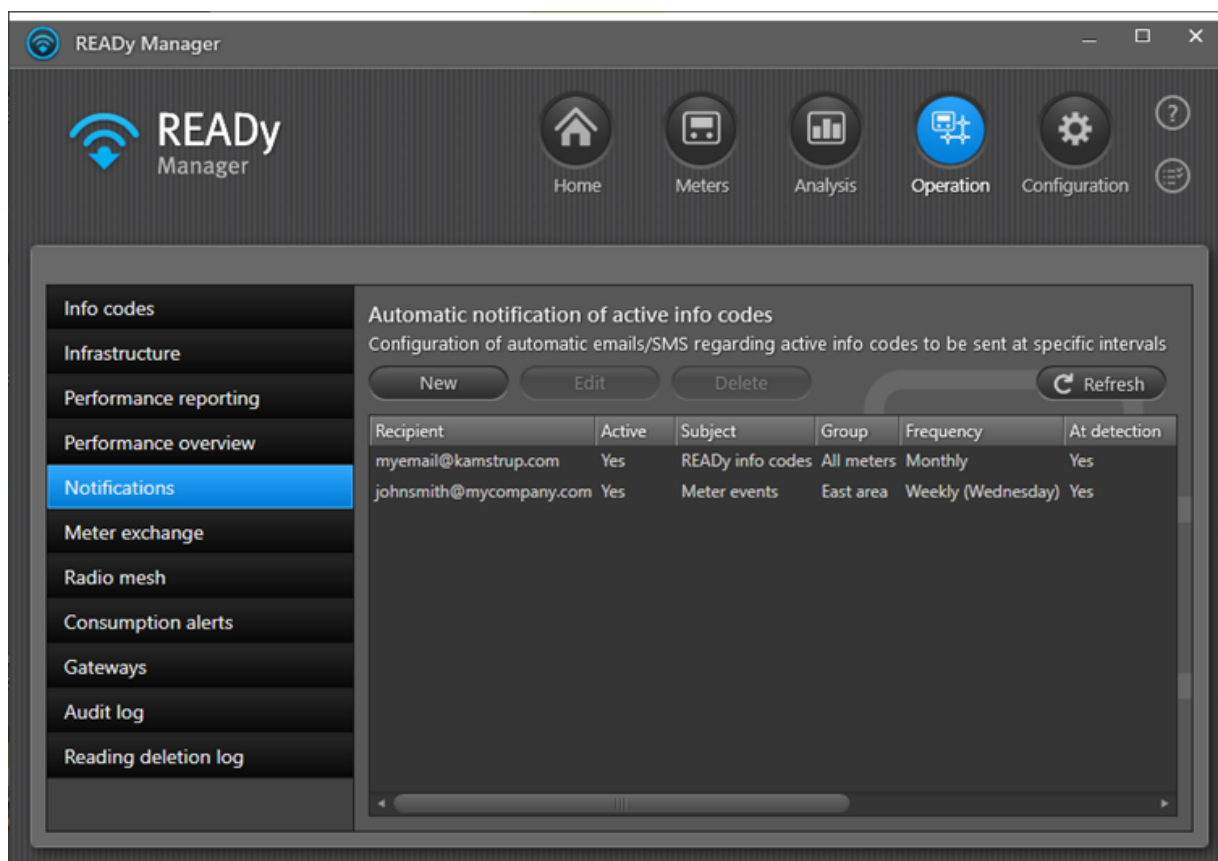 READy Manager
READy
Manager
Home Meters Analysis Operation Configuration
Info codes
Infrastructure
Performance reporting
Performance overview
Notifications
Meter exchange
Radio mesh
Consumption alerts
Gateways
Audit log
Reading deletion log
Automatic notification of active info codes
Configuration of automatic emails/SMS regarding active info codes to be sent at specific intervals
New Edit Delete Refresh
Recipient Active Subject Group Frequency At detection
myemail@kamstrup.com Yes READy info codes All meters Monthly Yes
johnsmith@mycompany.com Yes Meter events East area Weekly (Wednesday) Yes